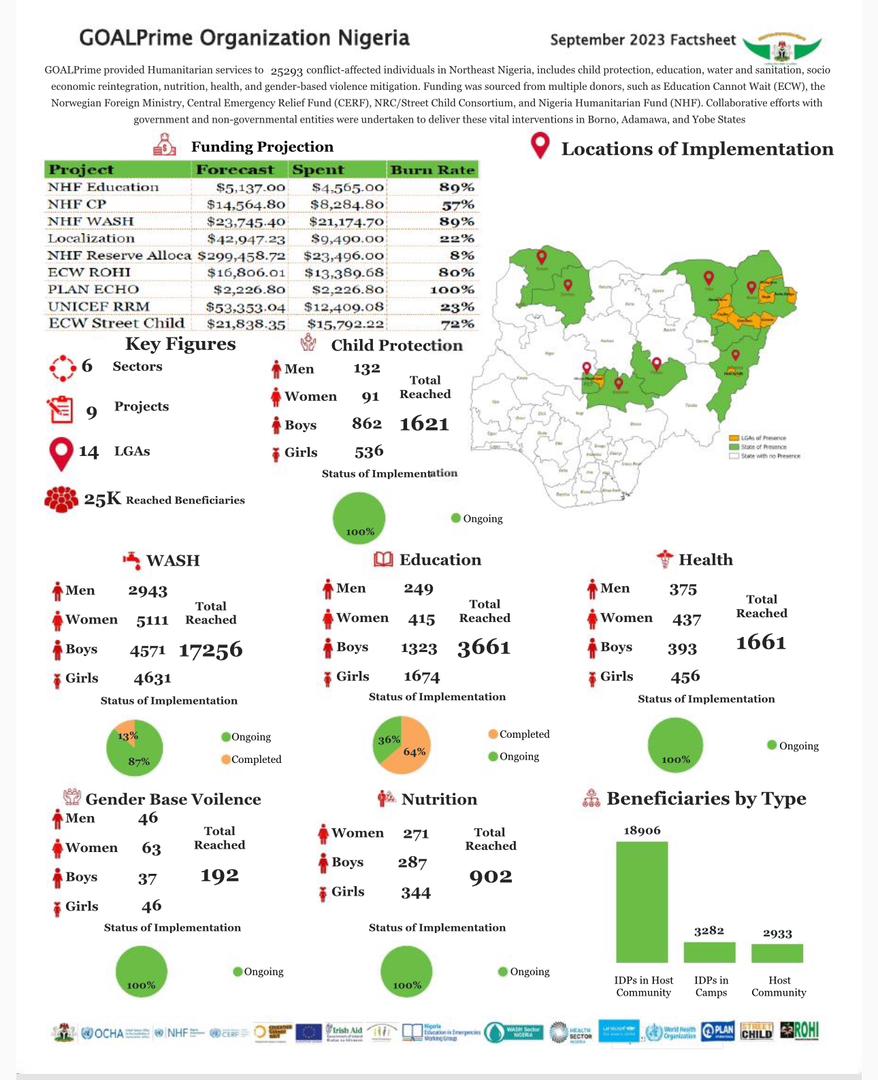 GOALPrime Organization Nigeria
September 2023 Factsheet
GOALPrime provided Humanitarian services to 25293 conflict-affected individuals in Northeast Nigeria, includes child protection, education, water and sanitation, socio
economic reintegration, nutrition, health, and gender-based violence mitigation. Funding was sourced from multiple donors, such as Education Cannot Wait (ECW), the
Norwegian Foreign Ministry, Central Emergency Relief Fund (CERF), NRC/Street Child Consortium, and Nigeria Humanitarian Fund (NHF). Collaborative efforts with
government and non-governmental entities were undertaken to deliver these vital interventions in Borno, Adamawa, and Yobe States
Funding Projection
Project Forecast Spent Burn Rate
NHF Education $5,137.00 $4,565.00 89%
NHF CP $14,564.80 $8,284.80 57%
NHF WASH $23,745.40 $21,174.70 89%
Localization $42,947.23 $9,490.00 22%
NHF Reserve Alloca $299,458.72 $23,496.00 8%
ECW ROHI $16,806.01 $13,389.68 80%
PLAN ECHO $2,226.80 $2,226.80 100%
UNICEF RRM $53,353.04 $12,409.08 23%
ECW Street Child $21,838.35 $15,792.22 72%
Locations of Implementation
LGAs of Presence
State of Presence
State with no Presence
Key Figures
6 Sectors
9 Projects
14 LGAs
25K Reached Beneficiaries
Child Protection
Men 132
Women 91
Boys 862
Girls 536
Total
Reached
1621
Status of Implementation
100%
Ongoing
WASH
Men 2943
Women 5111
Boys 4571
Girls 4631
Total
Reached
17256
Status of Implementation
13%
87%
Ongoing
Completed
Education
Men 249
Women 415
Boys 1323
Girls 1674
Total
Reached
3661
Status of Implementation
36%
64%
Completed
Ongoing
Health
Men 375
Women 437
Boys 393
Girls 456
Total
Reached
1661
Status of Implementation
100%
Ongoing
Gender Base Voilence
Men 46
Women 63
Boys 37
Girls 46
Total
Reached
192
Status of Implementation
100%
Ongoing
Nutrition
Women 271
Boys 287
Girls 344
Total
Reached
902
Status of Implementation
100%
Ongoing
Beneficiaries by Type
18906
3282
2933
IDPs in Host
Community
IDPs in
Camps
Host
Community
OCHA
NHF
CERF
Irish Aid
Nigeria
Education in Emergencies
Working Group
WASH Sector
NIGERIA
HEALTH
SECTOR
World Health
Organization
PLAN
STREET
CHILD
ROHI